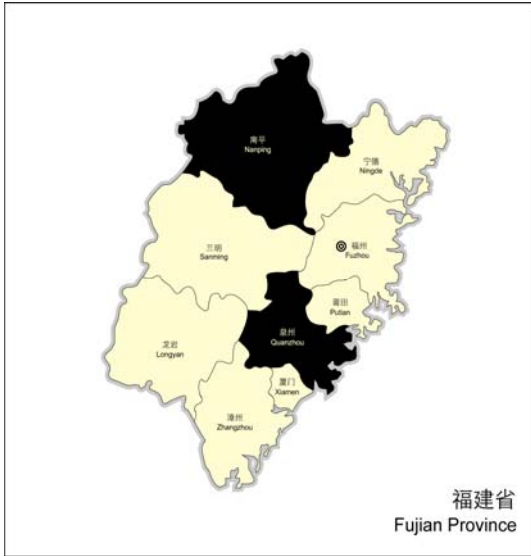 南平
Nanping
宁德
Ningde
三明
Sanming
福州
Fuzhou
莆田
Putian
泉州
Quanzhou
龙岩
Longyan
厦门
Xiamen
漳州
Zhangzhou
福建省
Fujian Province